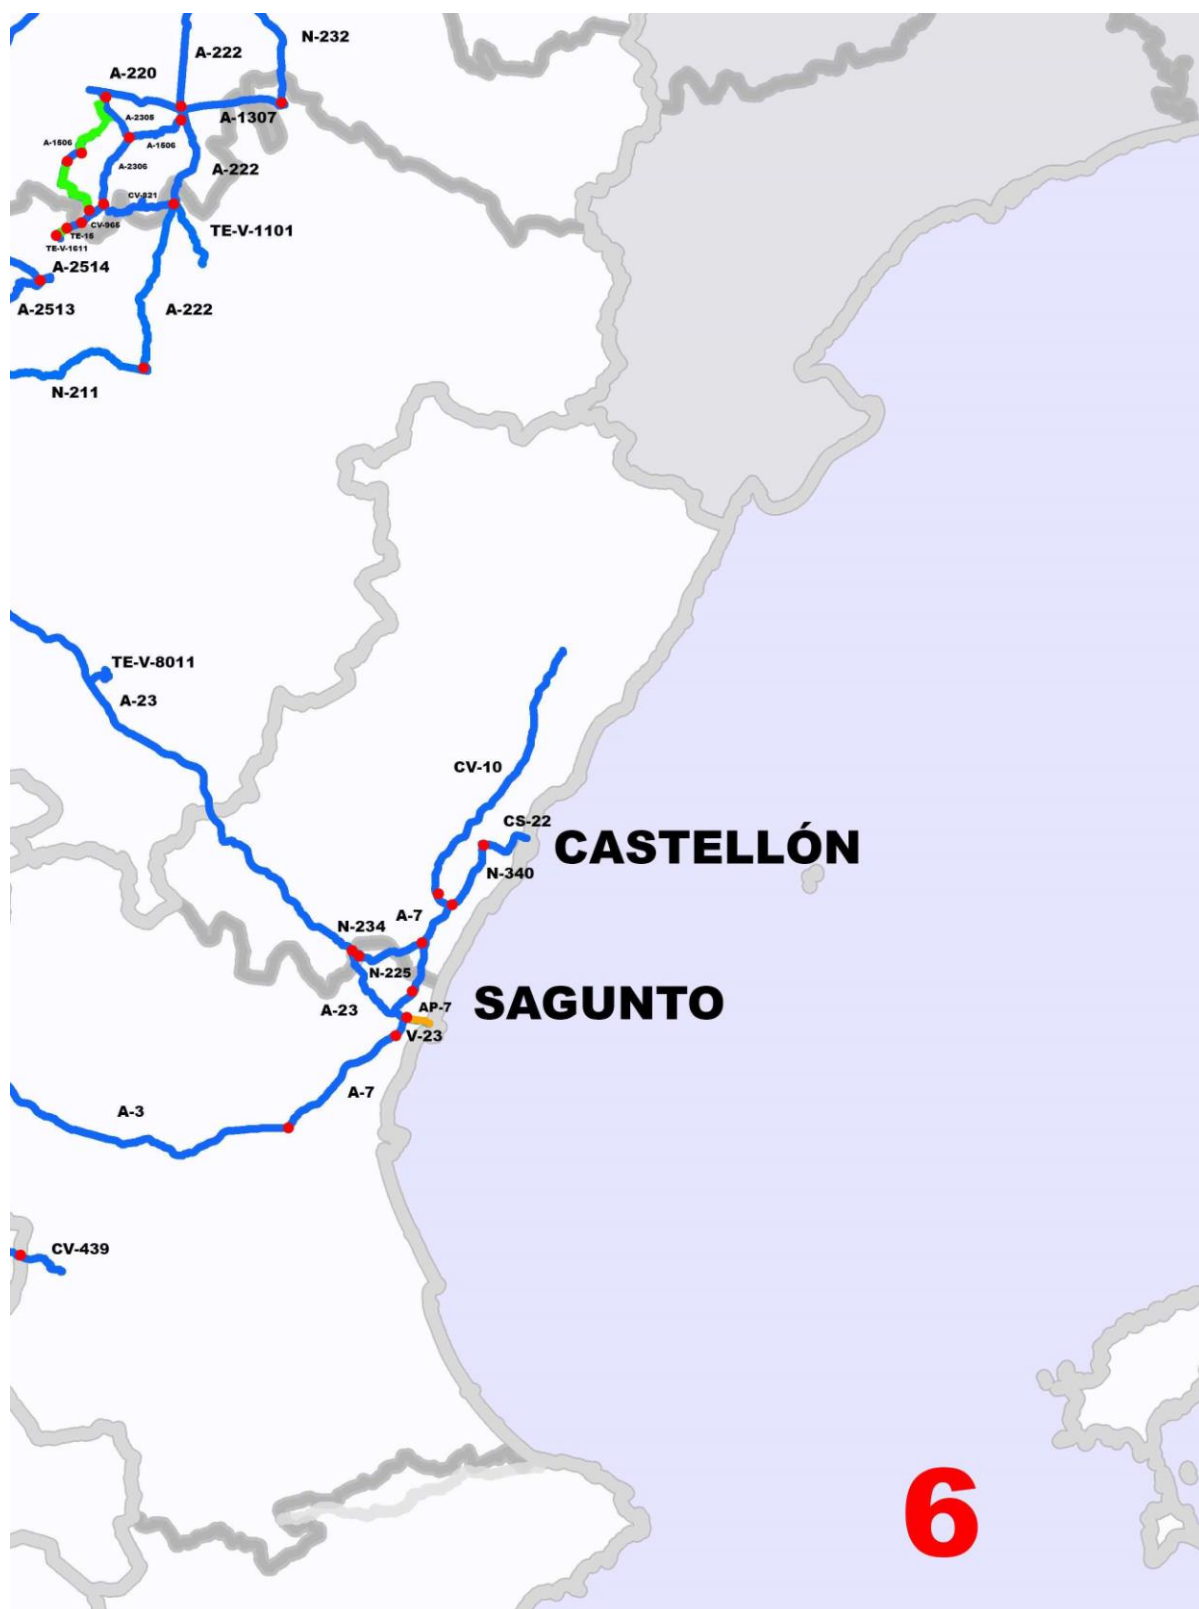 N-232
A-222
A-220
A-2305
A-1307
A-1506
A-1506
A-2306
A-222
CV-821
CV-965
TE-15
TE-V-1101
TE-V-1611
A-2514
A-2513
A-222
N-211
TE-V-8011
A-23
CV-10
CS-22
CASTELLÓN
N-340
A-7
N-234
N-225
SAGUNTO
A-23
AP-7
V-23
A-7
A-3
CV-439
6